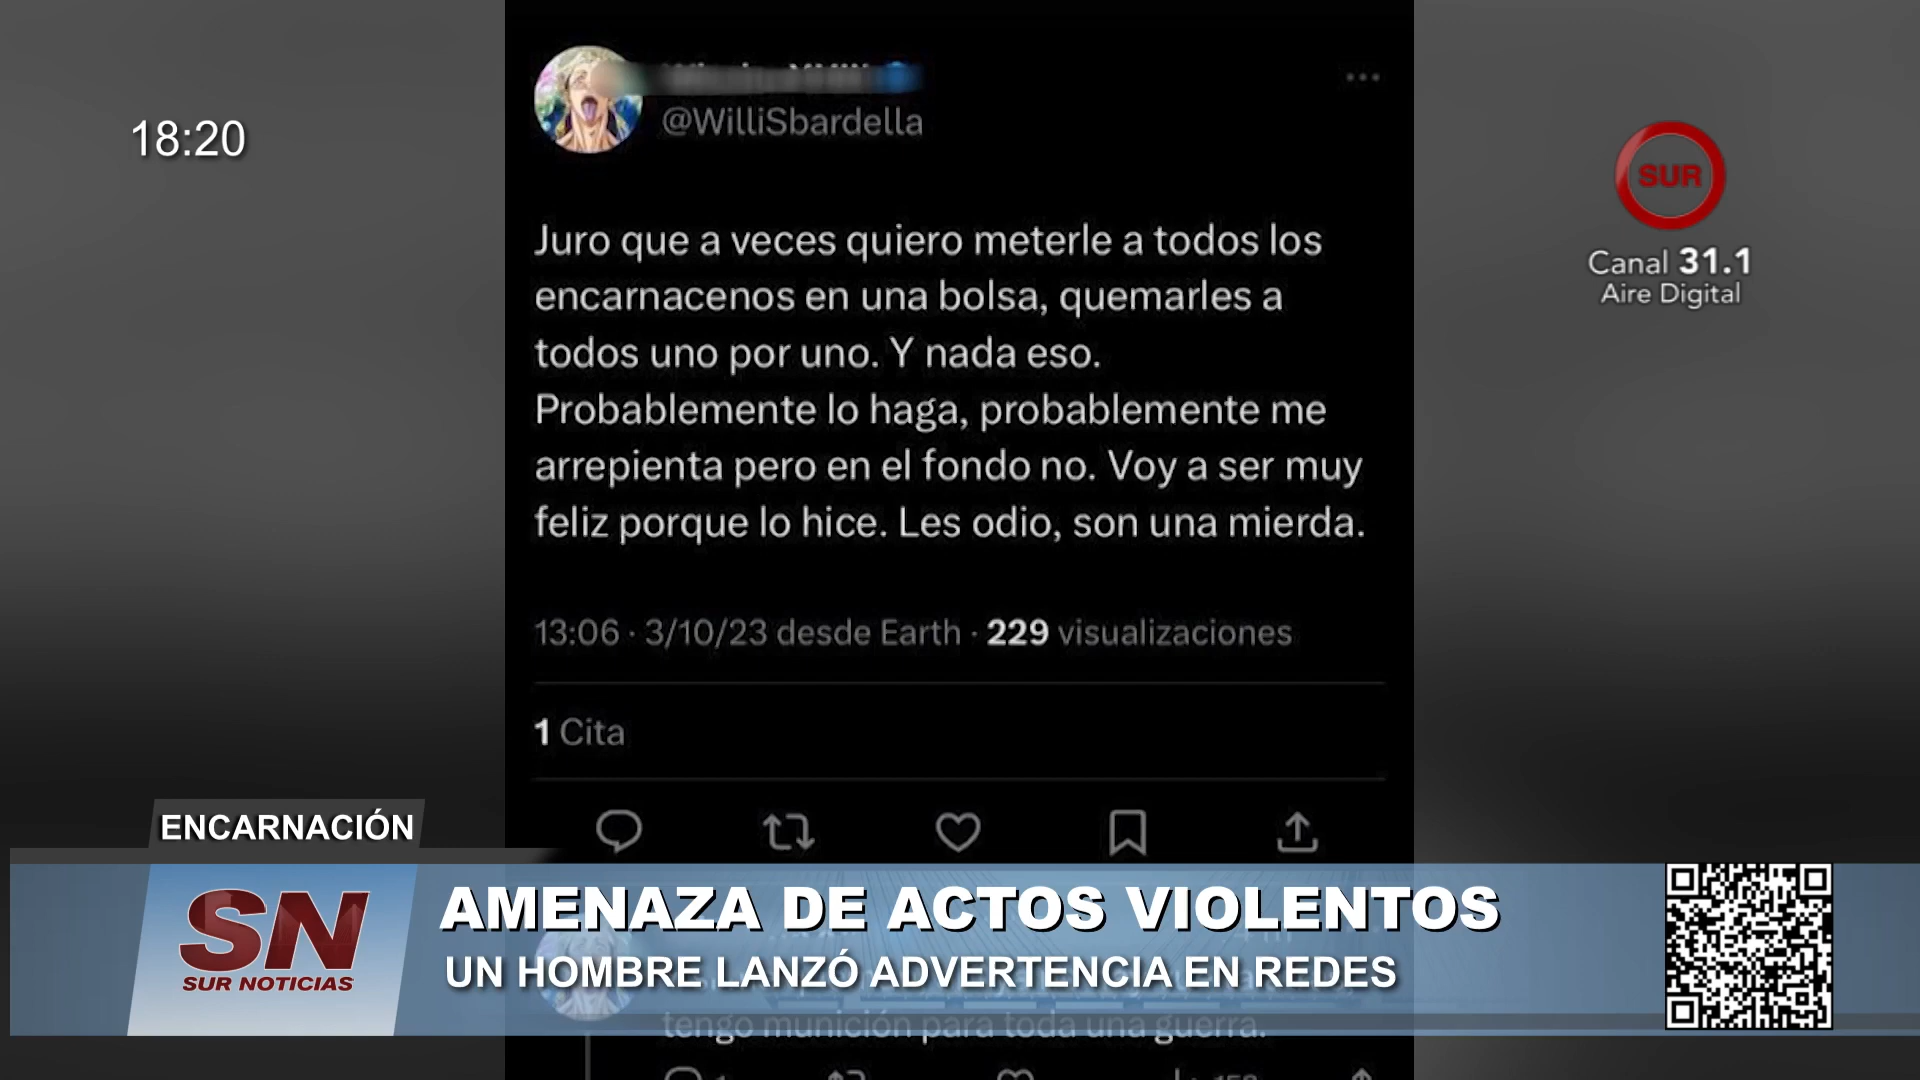 18:20
@WilliSbardella
SUR
Canal 31.1
Aire Digital
Juro que a veces quiero meterle a todos los
encarnacenos en una bolsa, quemarles a
todos uno por uno. Y nada eso.
Probablemente lo haga, probablemente me
arrepienta pero en el fondo no. Voy a ser muy
feliz porque lo hice. Les odio, son una mierda.
13:06 · 3/10/23 desde Earth · 229 visualizaciones
1 Cita
ENCARNACIÓN
SN
SUR NOTICIAS
AMENAZA DE ACTOS VIOLENTOS
UN HOMBRE LANZÓ ADVERTENCIA EN REDES
tengo munición para toda una guerra.